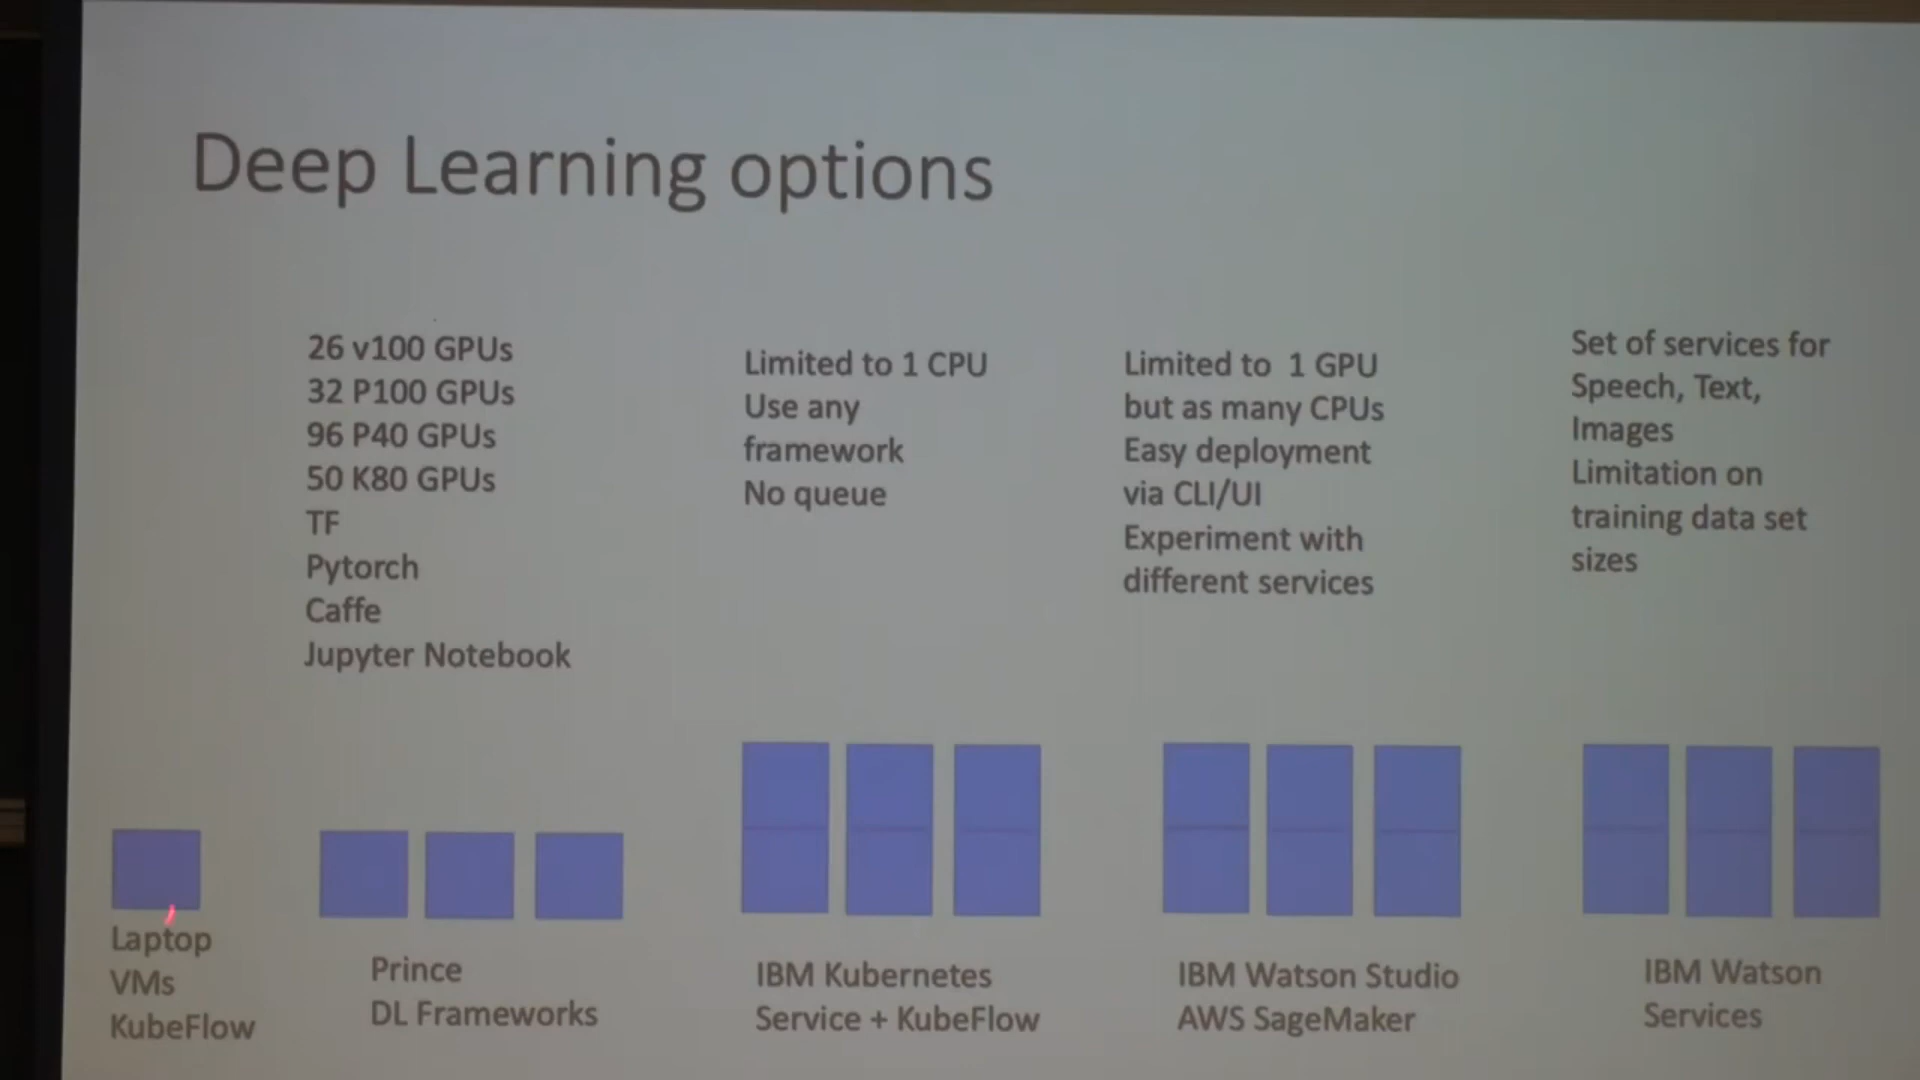 Deep Learning options
26 v100 GPUs
32 P100 GPUs
96 P40 GPUs
50 K80 GPUs
TF
Pytorch
Caffe
Jupyter Notebook
Limited to 1 CPU
Use any
framework
No queue
Limited to  1 GPU
but as many CPUs
Easy deployment
via CLI/UI
Experiment with
different services
Set of services for
Speech, Text,
Images
Limitation on
training data set
sizes
Laptop
VMs
KubeFlow
Prince
DL Frameworks
IBM Kubernetes
Service + KubeFlow
IBM Watson Studio
AWS SageMaker
IBM Watson
Services